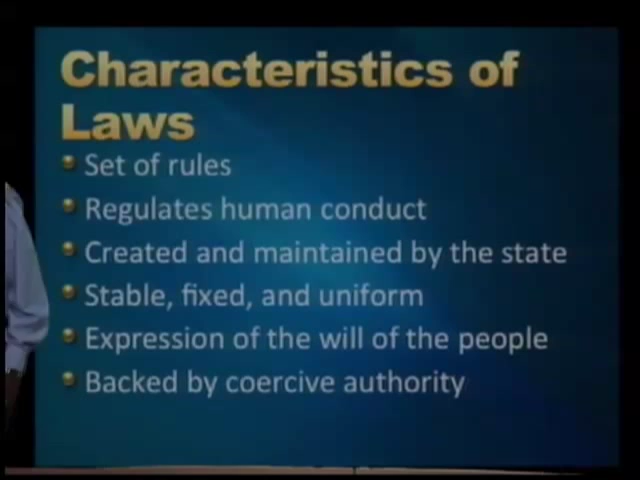 Characteristics of
Laws
Set of rules
Regulates human conduct
Created and maintained by the state
Stable, fixed, and uniform
Expression of the will of the people
Backed by coercive authority